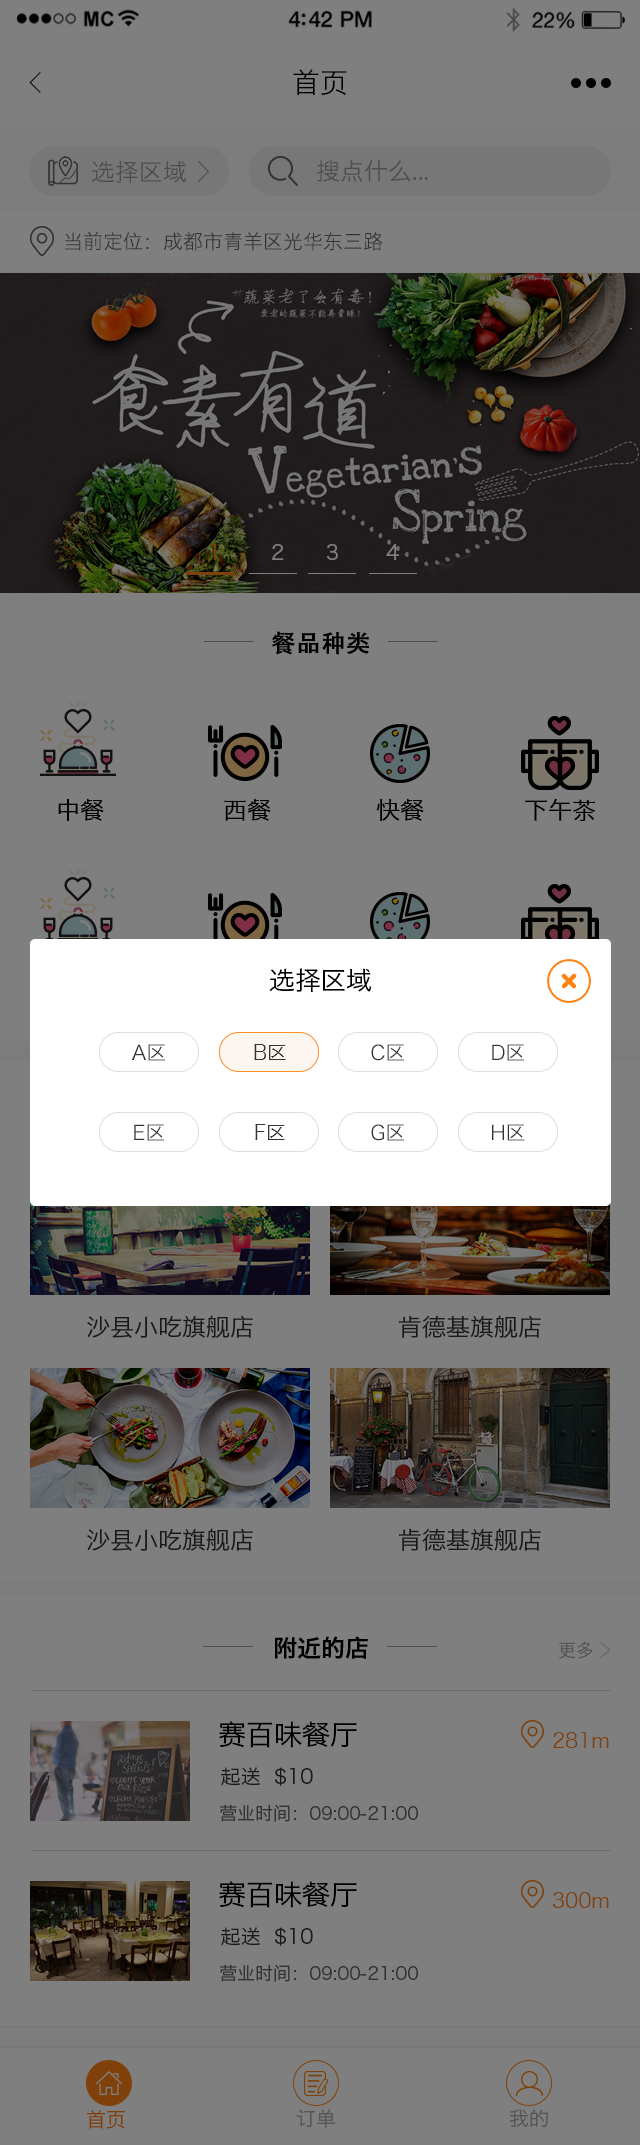 MC 4:42 PM 22%
首页
选择区域 搜点什么...
当前定位：成都市青羊区光华东三路
蔬菜老了会有毒！
食素有道
Vegetarian's
Spring
1 2 3 4
餐品种类
中餐 西餐 快餐 下午茶
选择区域
A区 B区 C区 D区
E区 F区 G区 H区
沙县小吃旗舰店 肯德基旗舰店
沙县小吃旗舰店 肯德基旗舰店
附近的店 更多
赛百味餐厅 281m
起送 $10
营业时间：09:00-21:00
赛百味餐厅 300m
起送 $10
营业时间：09:00-21:00
首页 订单 我的